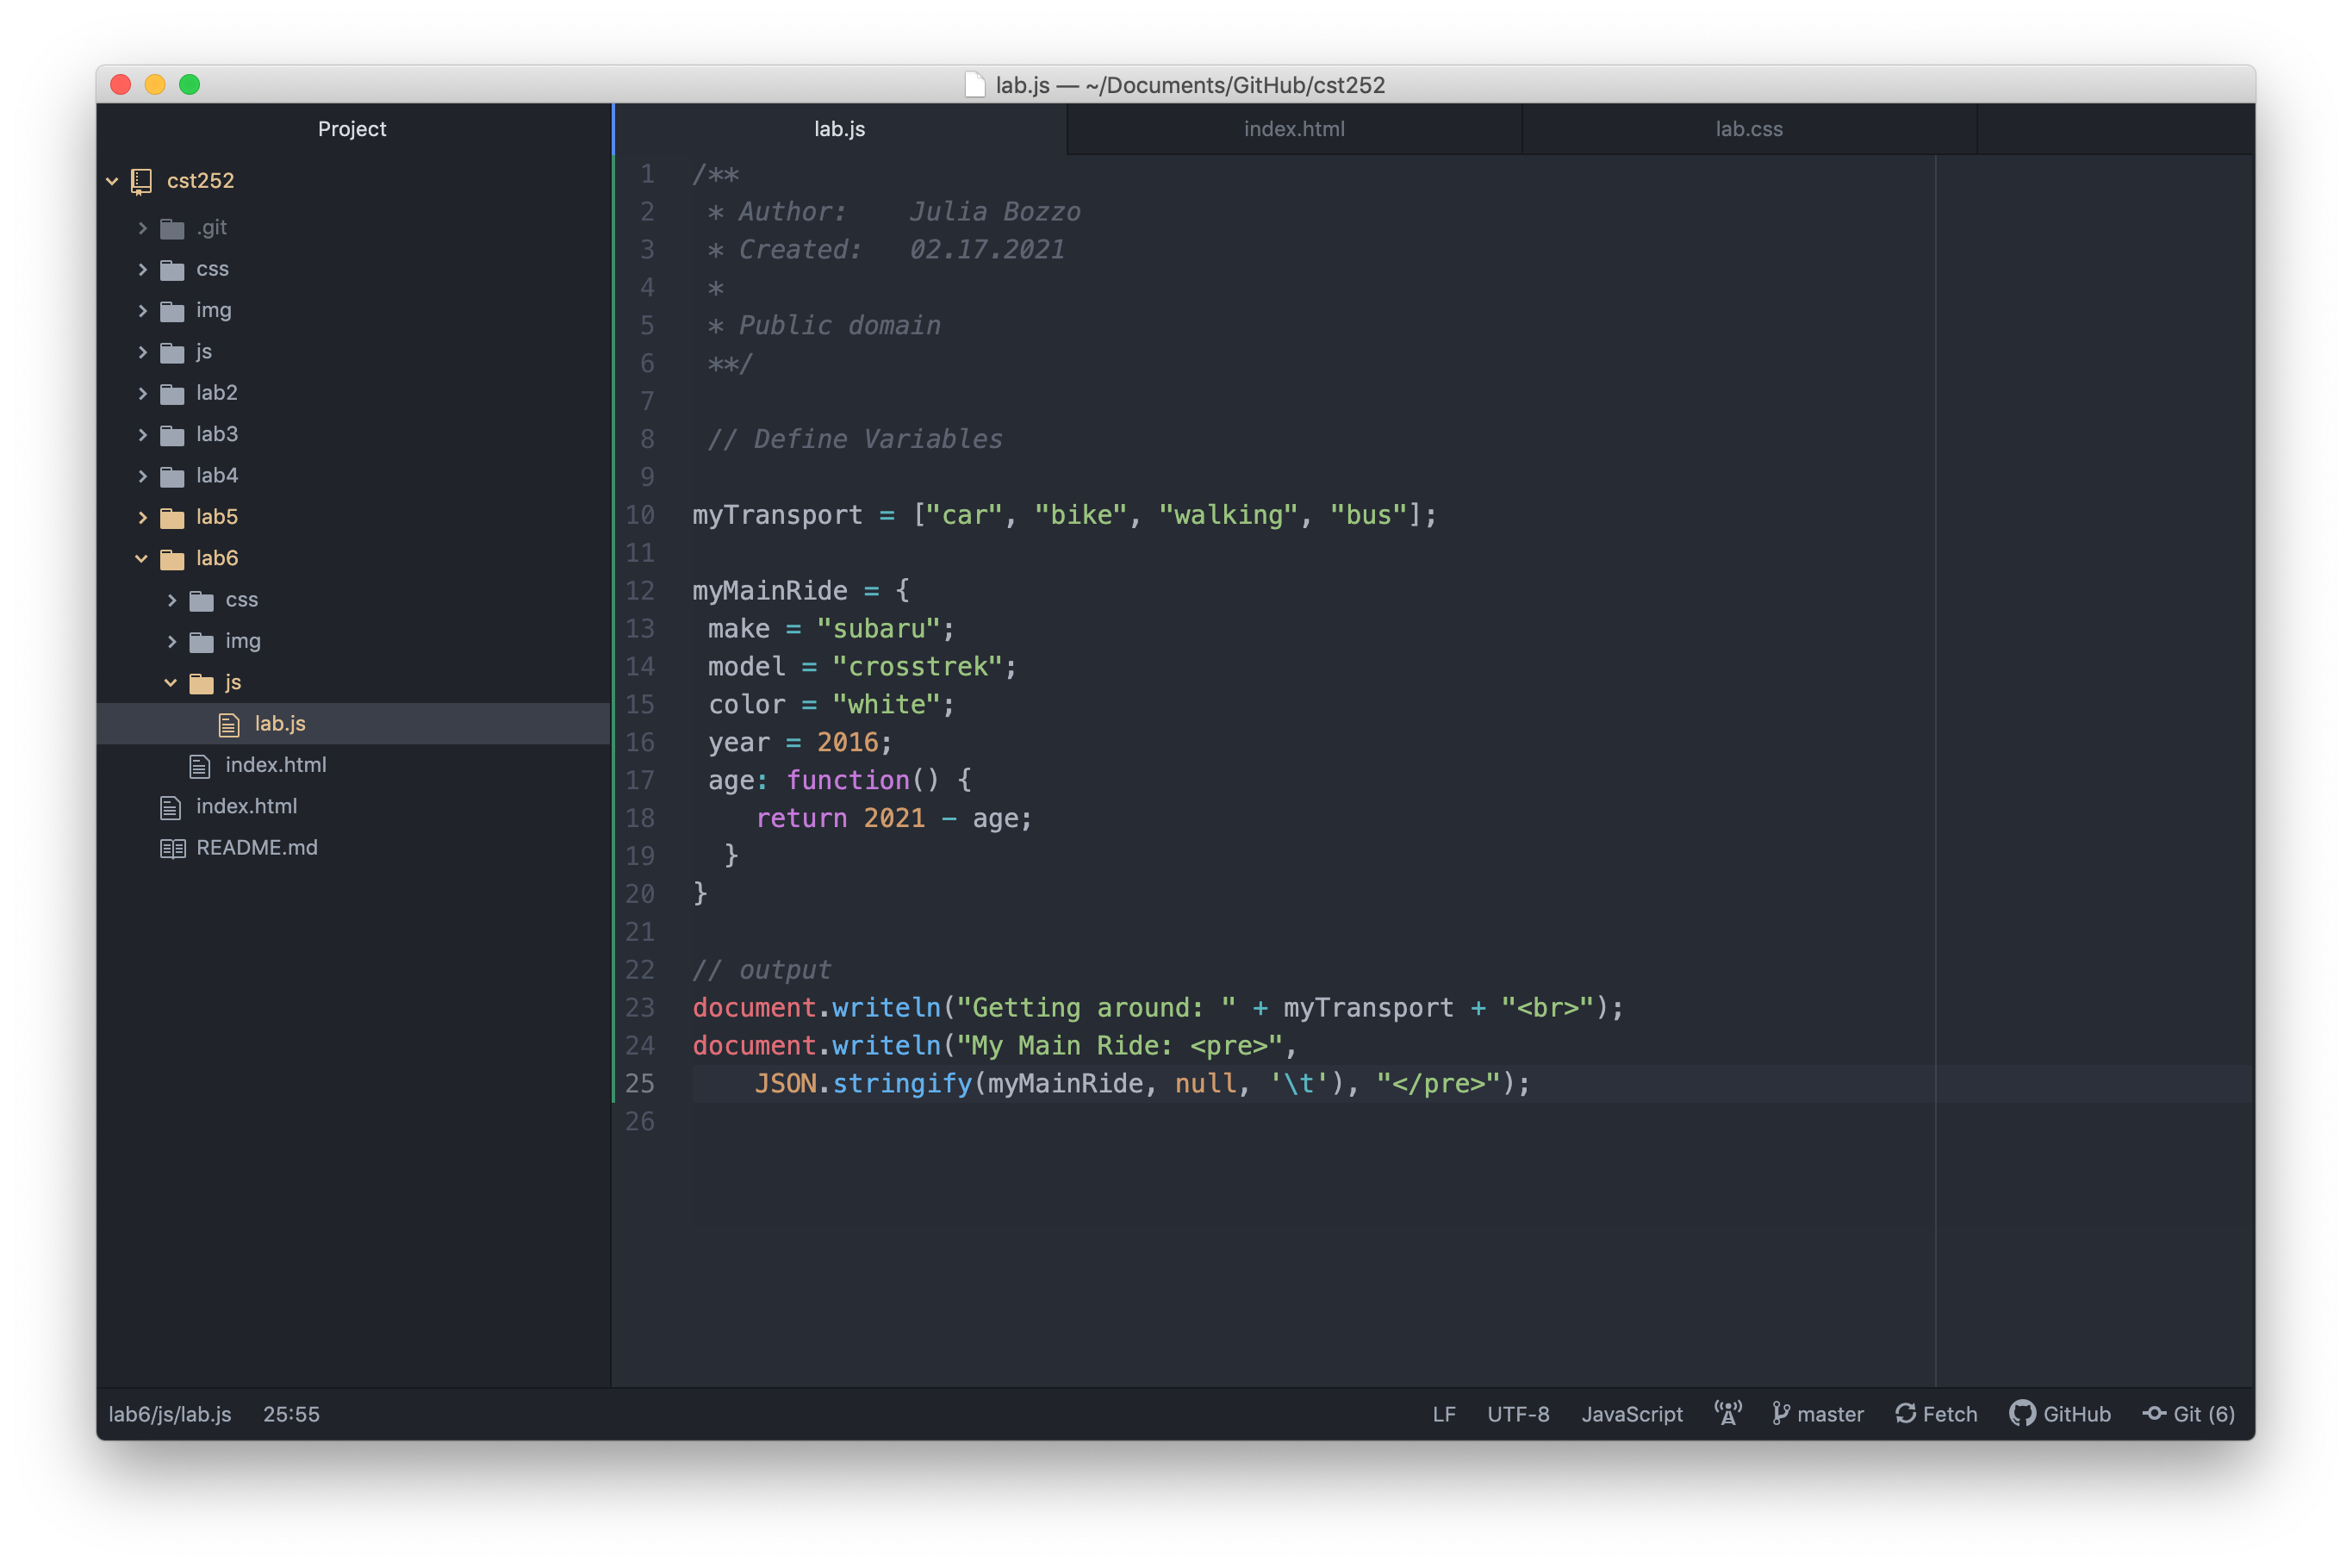 lab.js — ~/Documents/GitHub/cst252
Project
lab.js
index.html
lab.css
cst252
.git
css
img
js
lab2
lab3
lab4
lab5
lab6
css
img
js
lab.js
index.html
index.html
README.md
1 /**
2  * Author:    Julia Bozzo
3  * Created:   02.17.2021
4  *
5  * Public domain
6  **/
7
8  // Define Variables
9
10 myTransport = ["car", "bike", "walking", "bus"];
11
12 myMainRide = {
13  make = "subaru";
14  model = "crosstrek";
15  color = "white";
16  year = 2016;
17  age: function() {
18     return 2021 - age;
19   }
20 }
21
22 // output
23 document.writeln("Getting around: " + myTransport + "<br>");
24 document.writeln("My Main Ride: <pre>",
25     JSON.stringify(myMainRide, null, '\t'), "</pre>");
26
lab6/js/lab.js 25:55 LF UTF-8 JavaScript master Fetch GitHub Git (6)